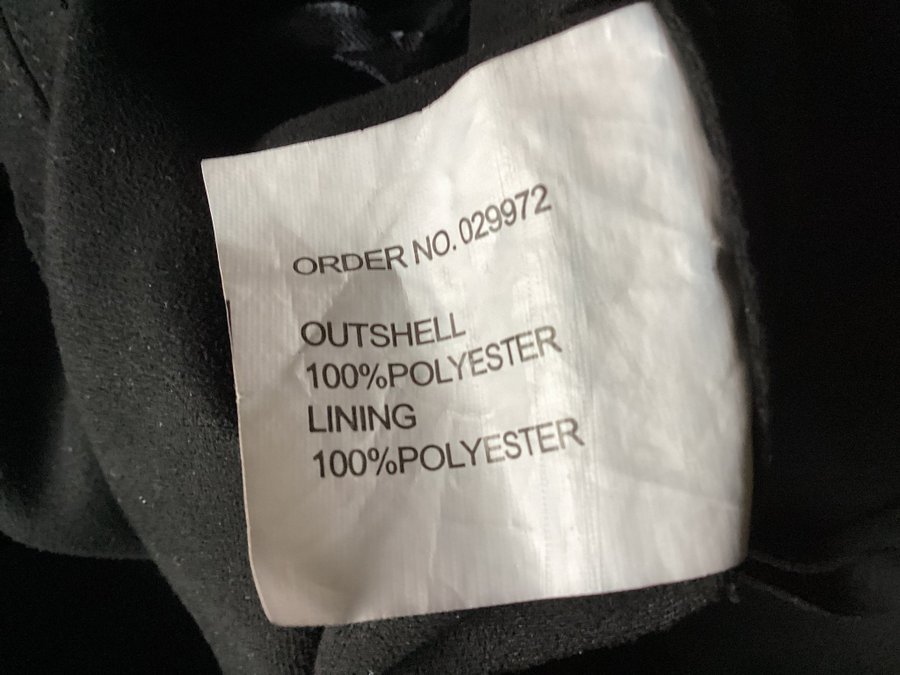 ORDER NO. 029972
OUTSHELL
100%POLYESTER
LINING
100%POLYESTER